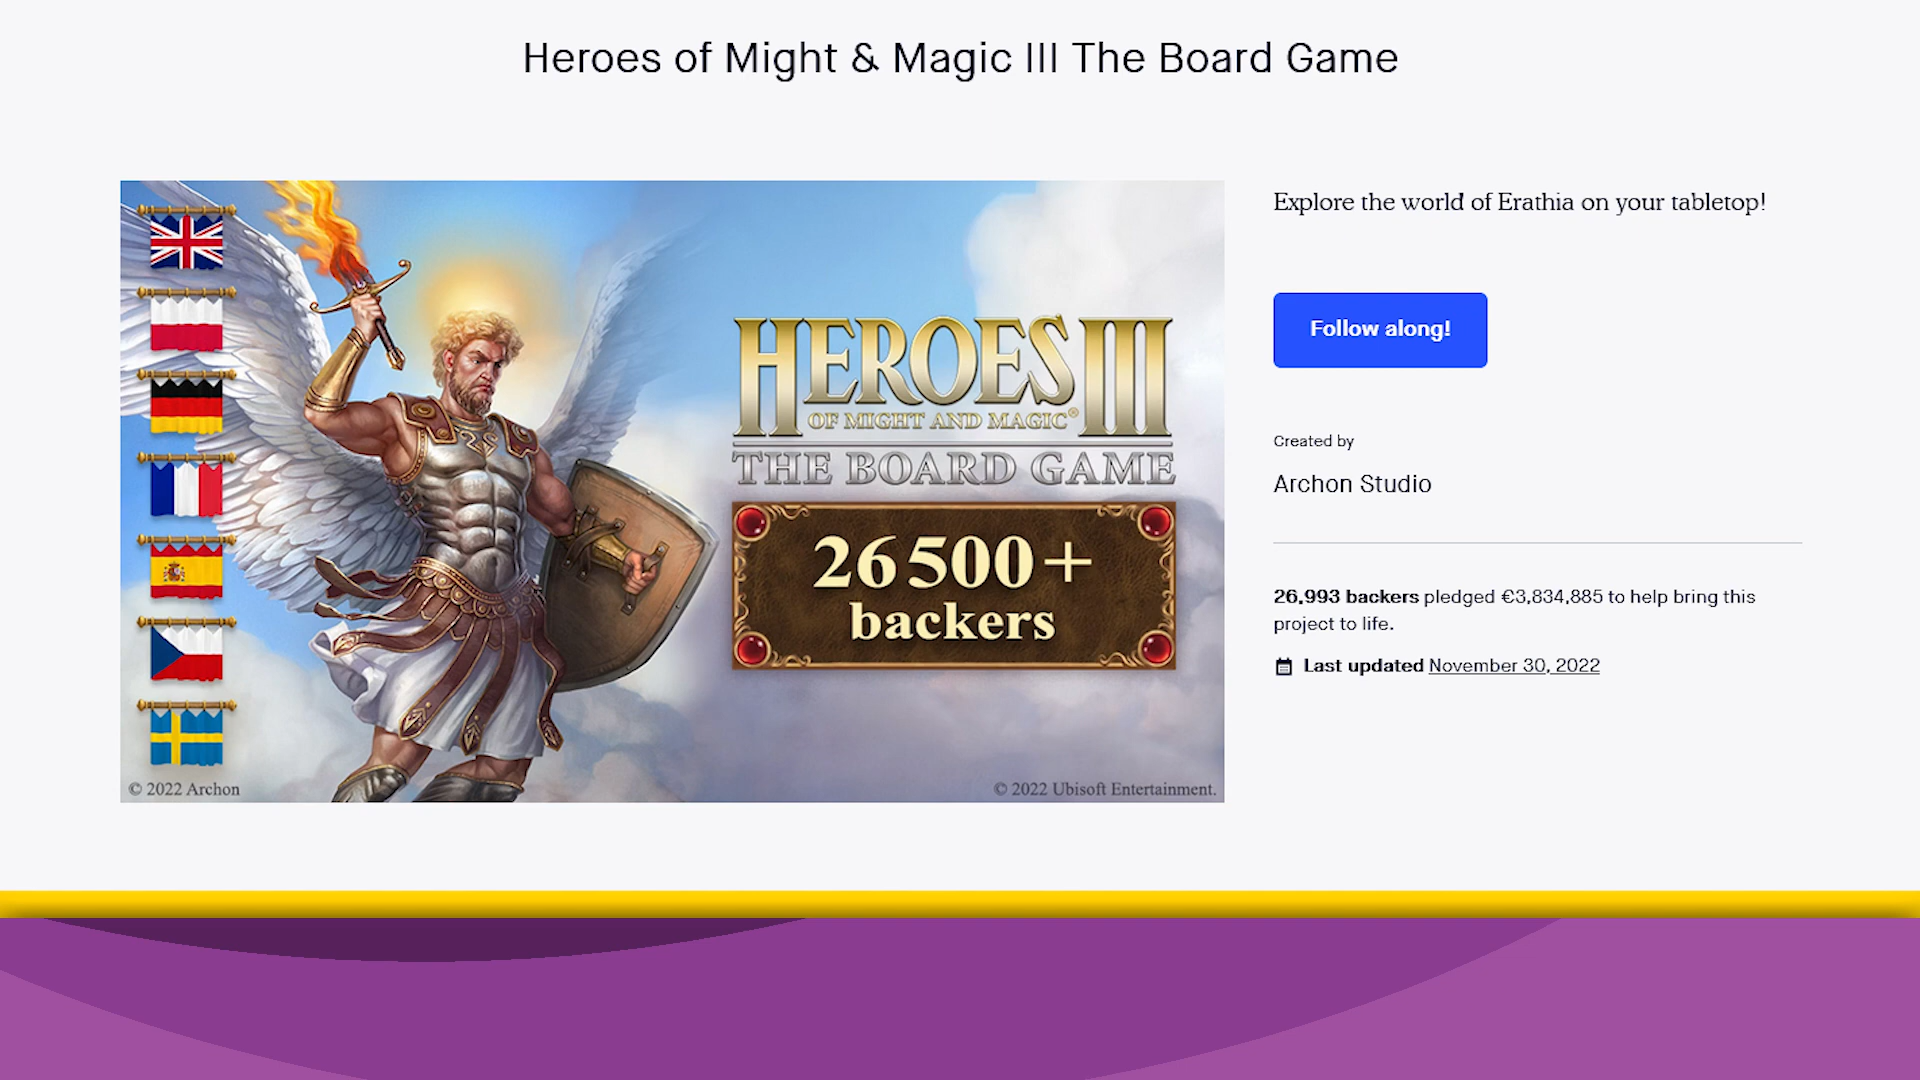 Heroes of Might & Magic III The Board Game
Explore the world of Erathia on your tabletop!
HEROES III
OF MIGHT AND MAGIC®
THE BOARD GAME
26 500+
backers
© 2022 Archon
© 2022 Ubisoft Entertainment.
Follow along!
Created by
Archon Studio
26,993 backers pledged €3,834,885 to help bring this
project to life.
Last updated November 30, 2022